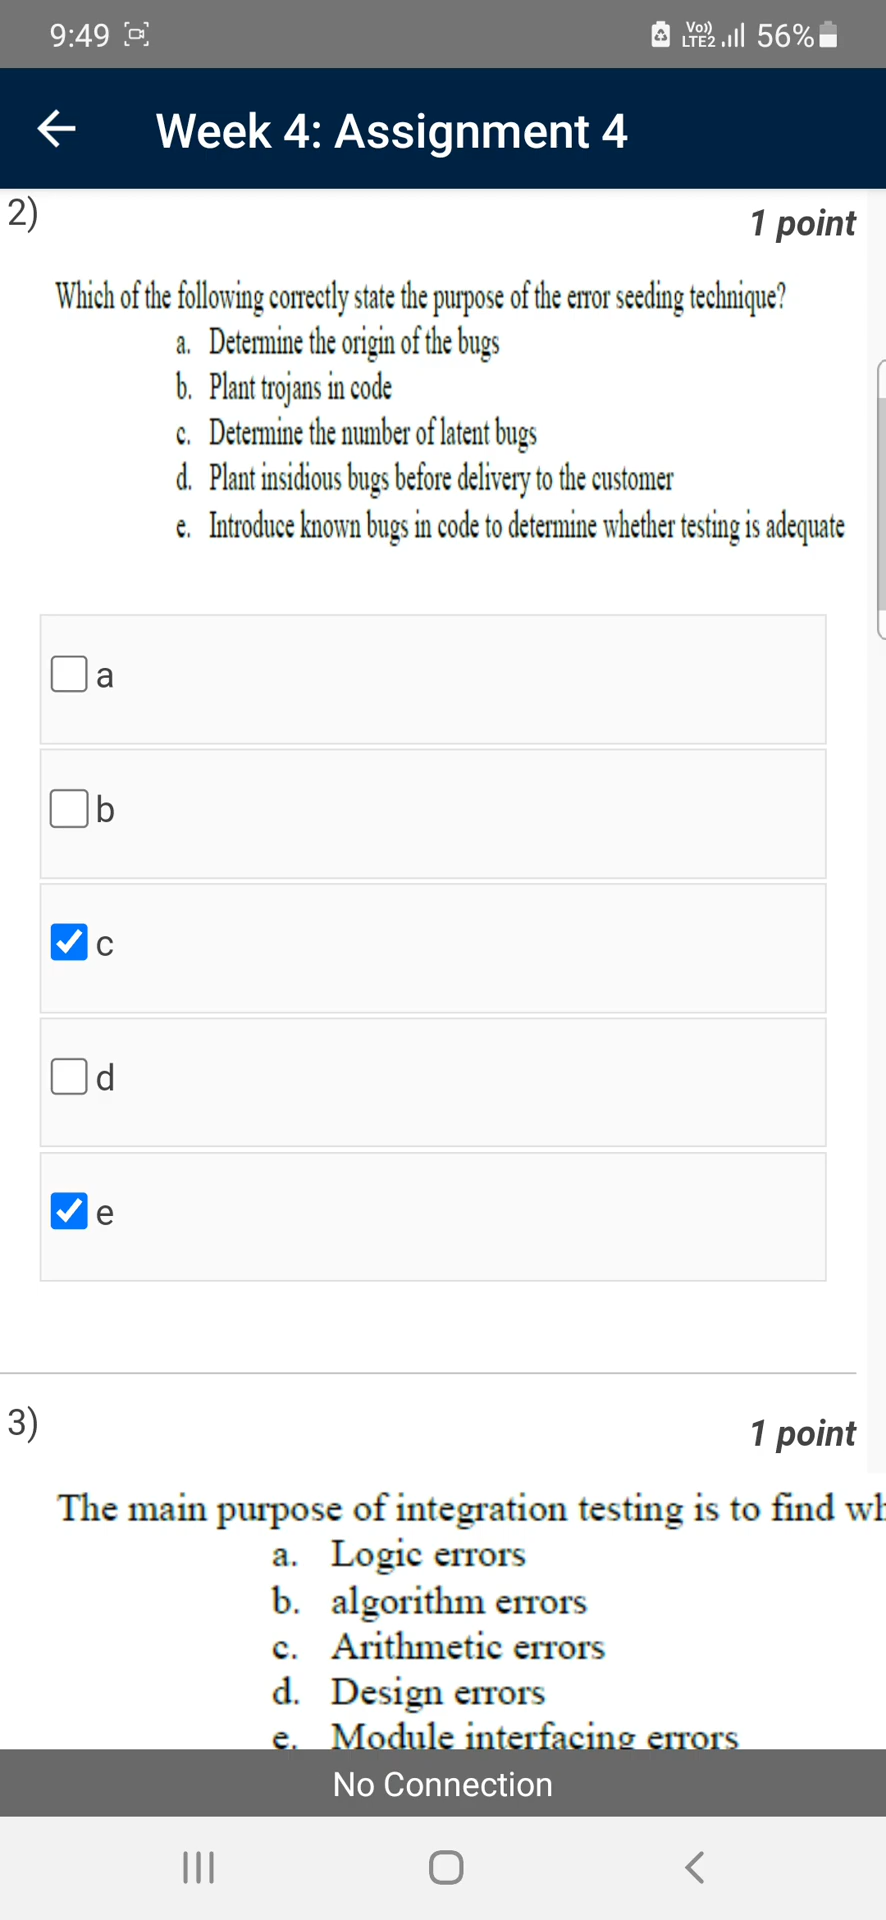 9:49 Vo)) LTE2 56%
Week 4: Assignment 4
2)
1 point
Which of the following correctly state the purpose of the error seeding technique?
a. Determine the origin of the bugs
b. Plant trojans in code
c. Determine the number of latent bugs
d. Plant insidious bugs before delivery to the customer
e. Introduce known bugs in code to determine whether testing is adequate
a
b
c
d
e
3)
1 point
The main purpose of integration testing is to find
a. Logic errors
b. algorithm errors
c. Arithmetic errors
d. Design errors
e. Module interfacing errors
No Connection